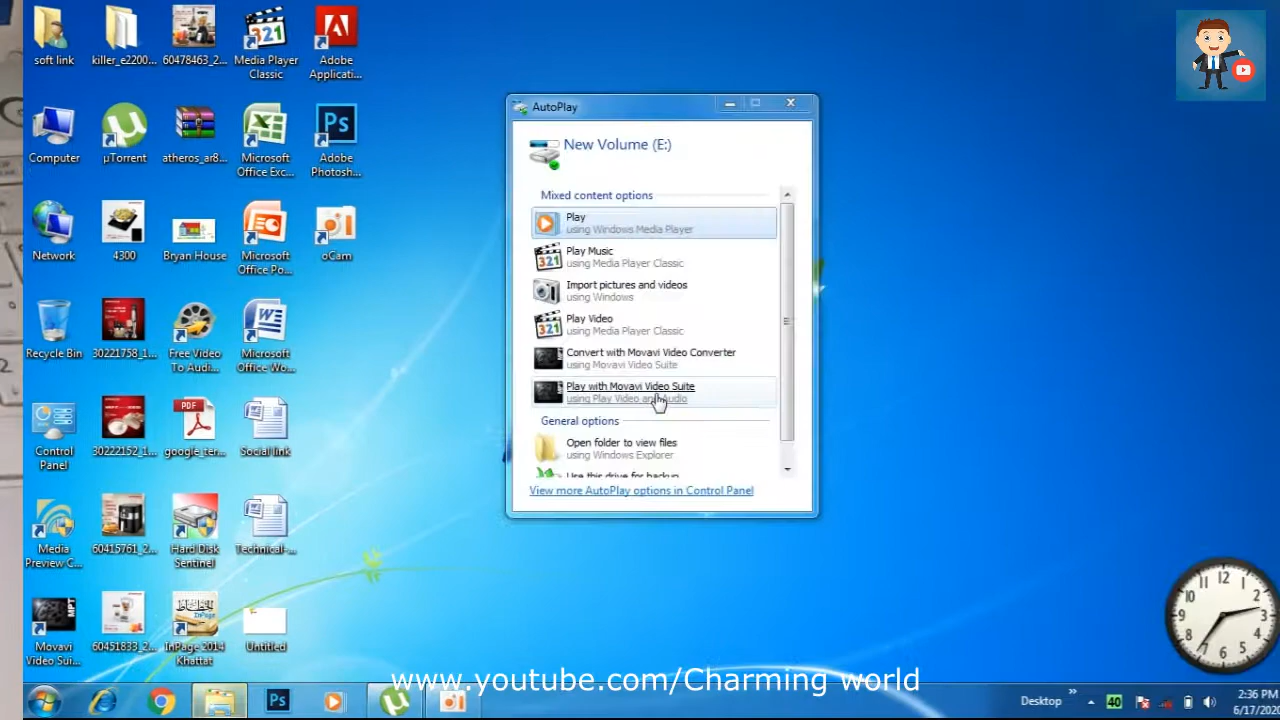 soft link
killer_e2200...
60478463_2...
Media Player
Classic
Adobe
Applicati...
Computer
µTorrent
atheros_ar8...
Microsoft
Office Exc...
Adobe
Photosh...
Network
4300
Bryan House
Microsoft
Office Po...
oCam
Recycle Bin
30221758_1...
Free Video
To Audi...
Microsoft
Office Wo...
Control
Panel
30222152_1...
google_ter...
Social link
Media
Preview C...
60415761_2...
Hard Disk
Sentinel
Technical-...
Movavi
Video Sui...
60451833_2...
InPage 2014
Khattat
Untitled
AutoPlay
New Volume (E:)
Mixed content options
Play
using Windows Media Player
Play Music
using Media Player Classic
Import pictures and videos
using Windows
Play Video
using Media Player Classic
Convert with Movavi Video Converter
using Movavi Video Suite
Play with Movavi Video Suite
using Play Video and Audio
General options
Open folder to view files
using Windows Explorer
Use this drive for backup
View more AutoPlay options in Control Panel
www.youtube.com/Charming world
Desktop
40
2:36 PM
6/17/202